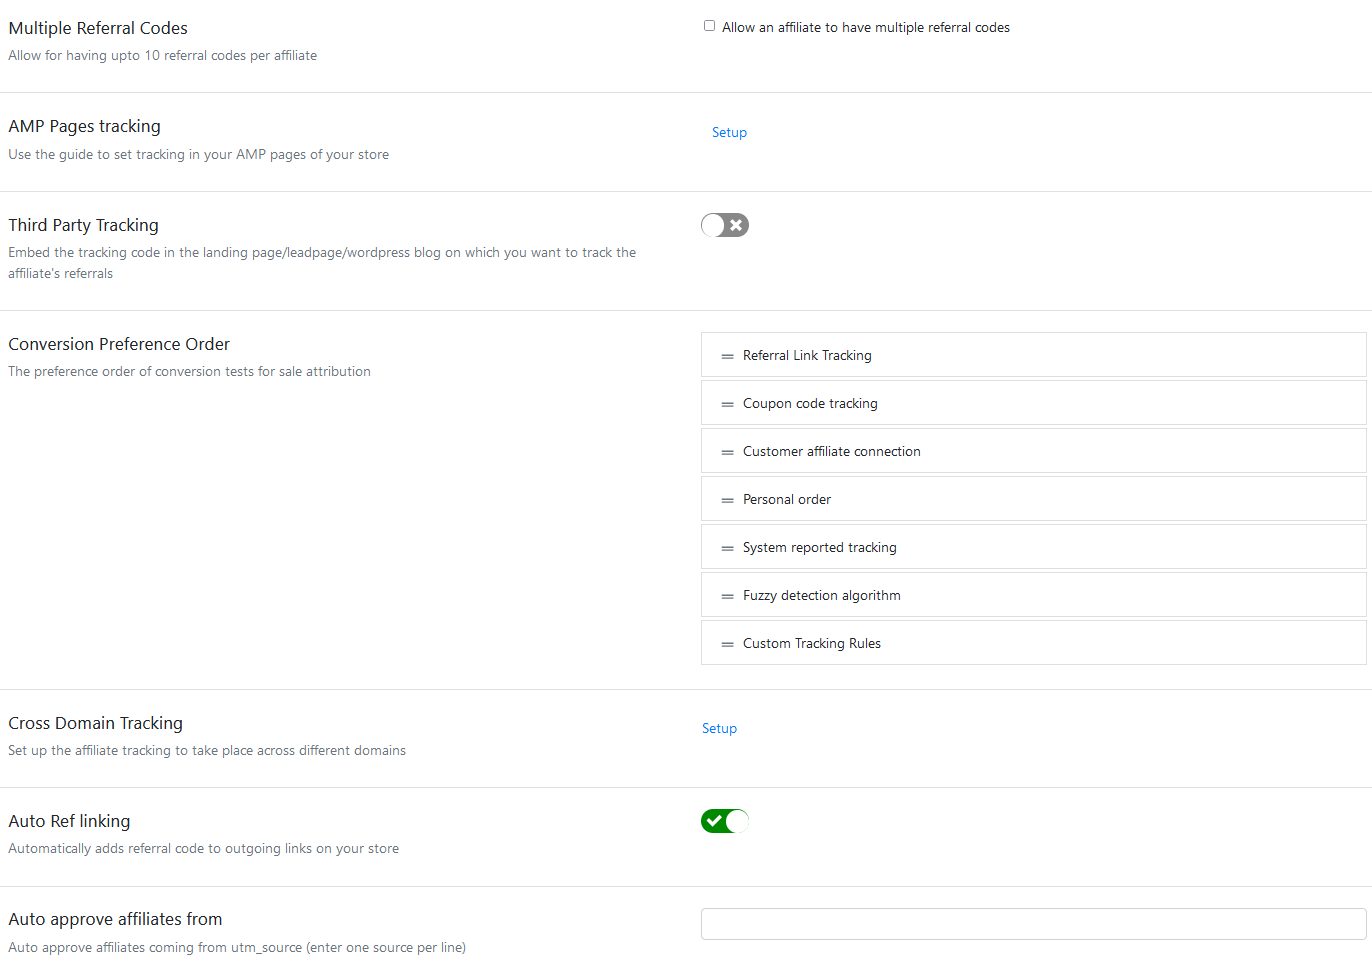 Multiple Referral Codes
Allow for having upto 10 referral codes per affiliate
Allow an affiliate to have multiple referral codes
AMP Pages tracking
Use the guide to set tracking in your AMP pages of your store
Setup
Third Party Tracking
Embed the tracking code in the landing page/leadpage/wordpress blog on which you want to track the
affiliate's referrals
Conversion Preference Order
The preference order of conversion tests for sale attribution
Referral Link Tracking
Coupon code tracking
Customer affiliate connection
Personal order
System reported tracking
Fuzzy detection algorithm
Custom Tracking Rules
Cross Domain Tracking
Set up the affiliate tracking to take place across different domains
Setup
Auto Ref linking
Automatically adds referral code to outgoing links on your store
Auto approve affiliates from
Auto approve affiliates coming from utm_source (enter one source per line)